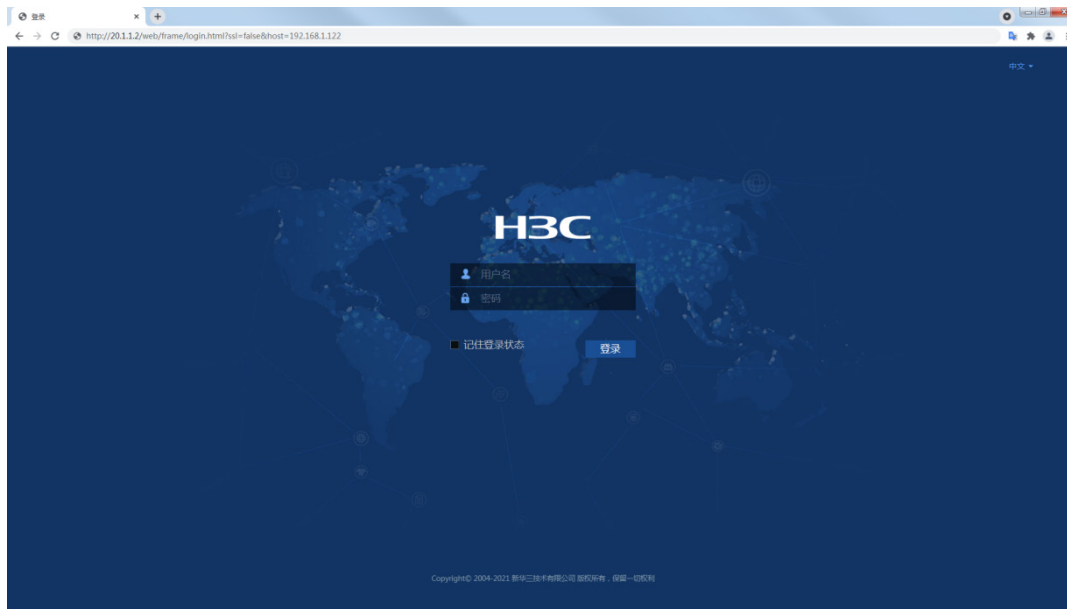 登录
http://20.1.1.2/web/frame/login.html?ssl=false&host=192.168.1.122
中文
H3C
用户名
密码
记住登录状态
登录
Copyright© 2004-2021 新华三技术有限公司 版权所有，保留一切权利